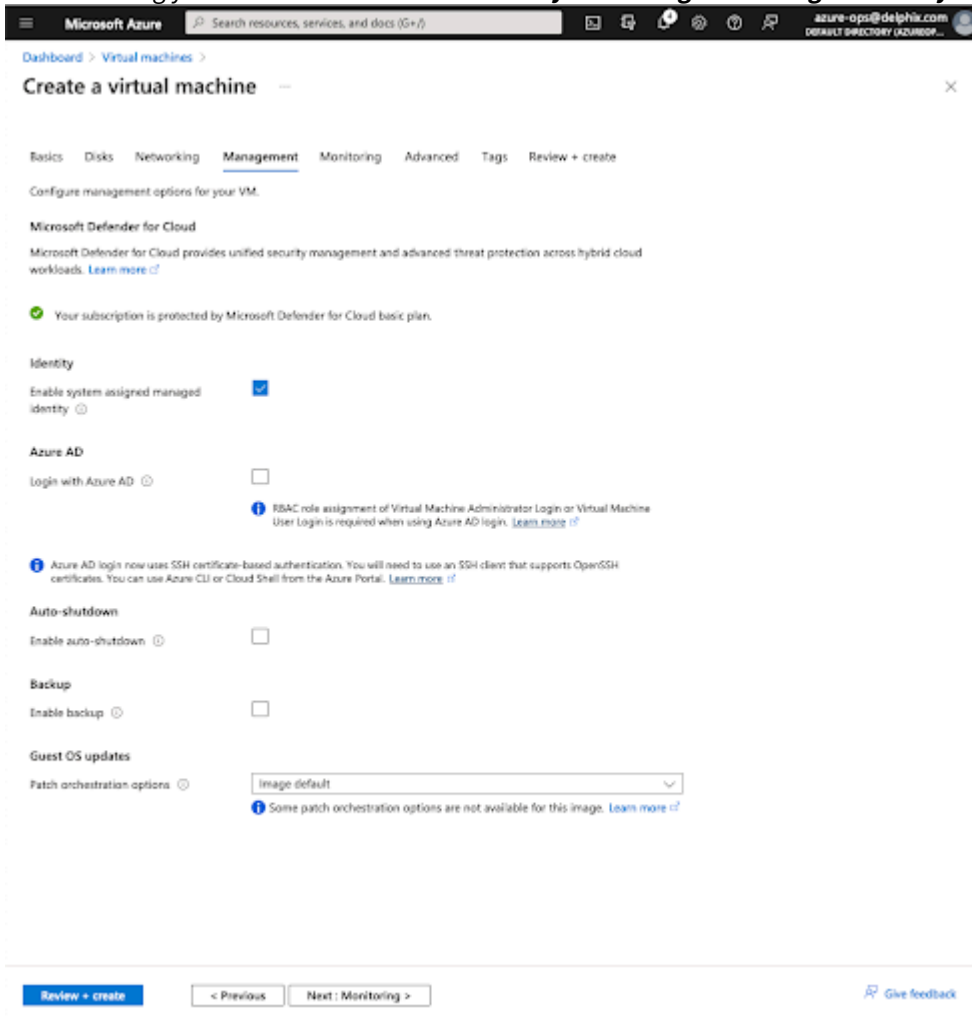 Microsoft Azure
Search resources, services, and docs (G+/)
azure-ops@delphix.com
DEFAULT DIRECTORY (AZUREOP...
Dashboard > Virtual machines >
Create a virtual machine ...
Basics Disks Networking Management Monitoring Advanced Tags Review + create
Configure management options for your VM.
Microsoft Defender for Cloud
Microsoft Defender for Cloud provides unified security management and advanced threat protection across hybrid cloud
workloads. Learn more
Your subscription is protected by Microsoft Defender for Cloud basic plan.
Identity
Enable system assigned managed
identity
Azure AD
Login with Azure AD
RBAC role assignment of Virtual Machine Administrator Login or Virtual Machine
User Login is required when using Azure AD login. Learn more
Azure AD login now uses SSH certificate-based authentication. You will need to use an SSH client that supports OpenSSH
certificates. You can use Azure CLI or Cloud Shell from the Azure Portal. Learn more
Auto-shutdown
Enable auto-shutdown
Backup
Enable backup
Guest OS updates
Patch orchestration options
Image default
Some patch orchestration options are not available for this image. Learn more
Review + create
< Previous
Next : Monitoring >
Give feedback